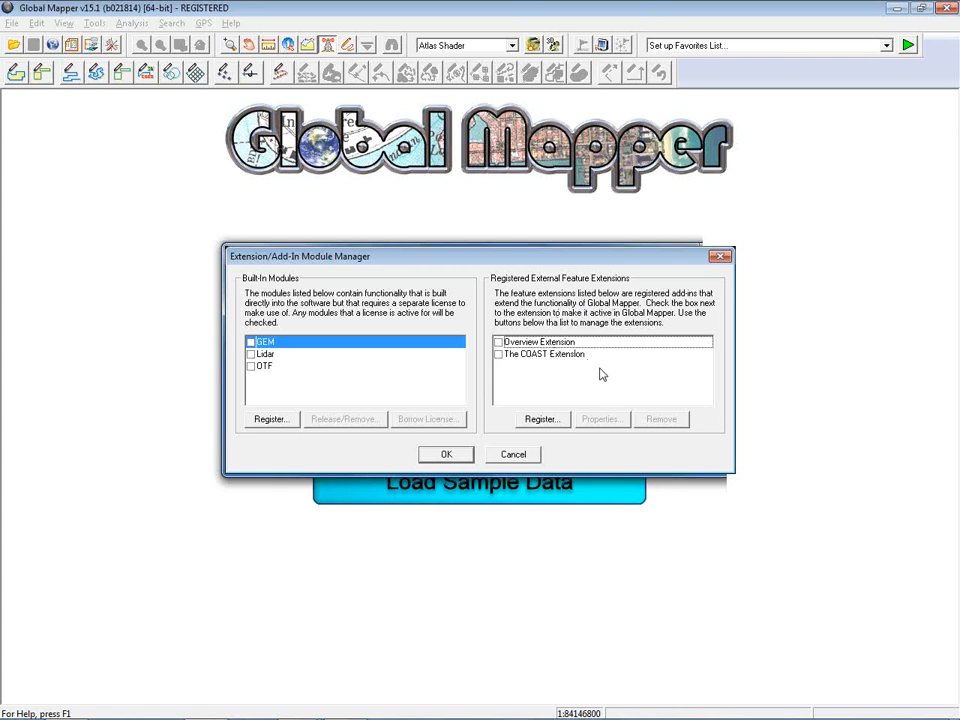 Global Mapper v15.1 (b021814) [64-bit] - REGISTERED
File Edit View Tools Analysis Search GPS Help
Atlas Shader
Set up Favorites List...
Global Mapper
Extension/Add-In Module Manager
Built-In Modules
The modules listed below contain functionality that is built
directly into the software but that requires a separate license to
make use of. Any modules that a license is active for will be
checked.
GEM
Lidar
OTF
Register...
Release/Remove...
Borrow License...
Registered External Feature Extensions
The feature extensions listed below are registered add-ins that
extend the functionality of Global Mapper. Check the box next
to the extension to make it active in Global Mapper. Use the
buttons below tha list to manage the extensions.
Overview Extension
The COAST Extension
Register...
Properties...
Remove
OK
Cancel
Load Sample Data
For Help, press F1
1:84146800